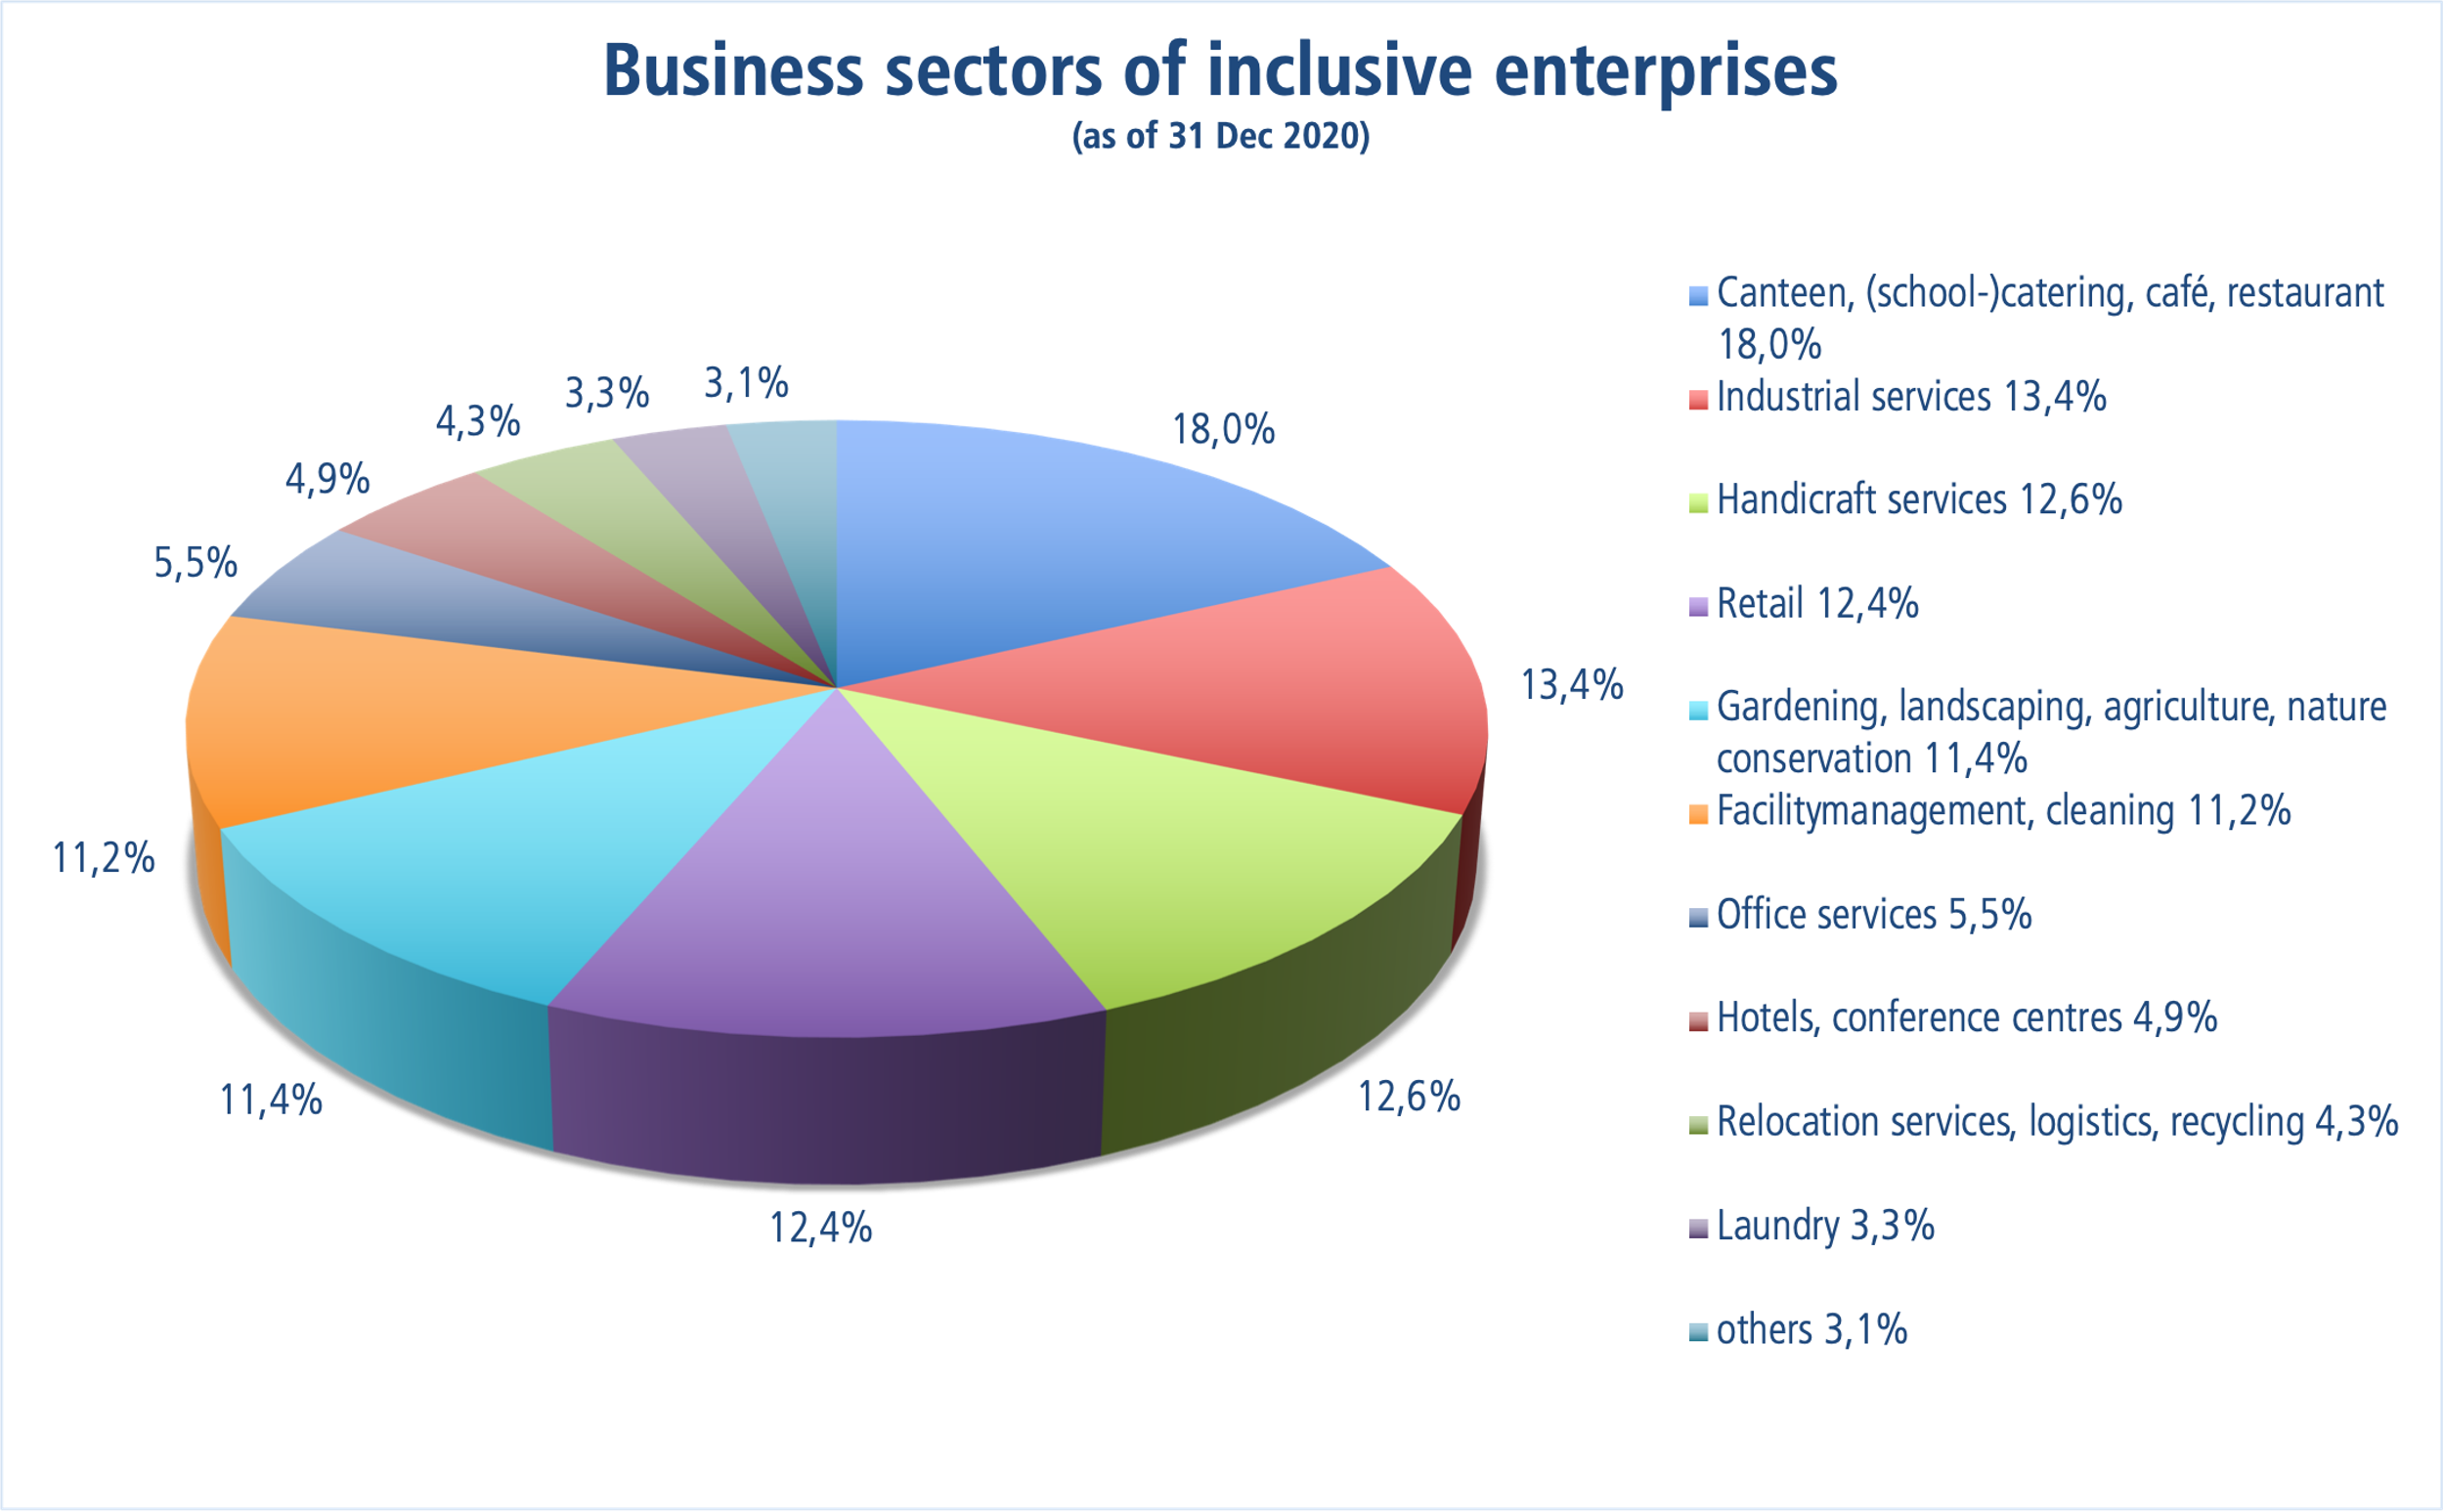 Business sectors of inclusive enterprises
(as of 31 Dec 2020)
18,0%
13,4%
12,6%
12,4%
11,4%
11,2%
5,5%
4,9%
4,3%
3,3%
3,1%
Canteen, (school-)catering, café, restaurant
18,0%
Industrial services 13,4%
Handicraft services 12,6%
Retail 12,4%
Gardening, landscaping, agriculture, nature
conservation 11,4%
Facilitymanagement, cleaning 11,2%
Office services 5,5%
Hotels, conference centres 4,9%
Relocation services, logistics, recycling 4,3%
Laundry 3,3%
others 3,1%